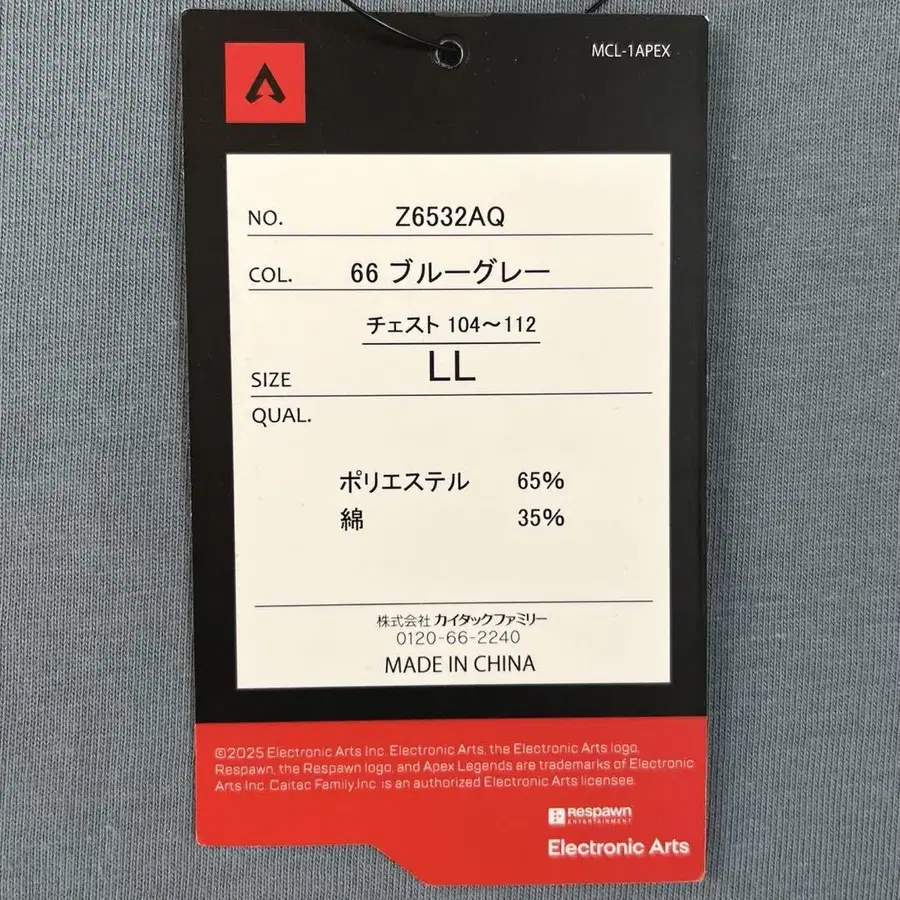 MCL-1APEX
NO. Z6532AQ
COL. 66 ブルーグレー
チェスト 104～112
SIZE LL
QUAL.
ポリエステル 65%
綿 35%
株式会社 カイタックファミリー
0120-66-2240
MADE IN CHINA
©2025 Electronic Arts Inc. Electronic Arts, the Electronic Arts logo,
Respawn, the Respawn logo, and Apex Legends are trademarks of Electronic
Arts Inc. Caitac Family.Inc. is an authorized Electronic Arts licensee.
Respawn
ENTERTAINMENT
Electronic Arts